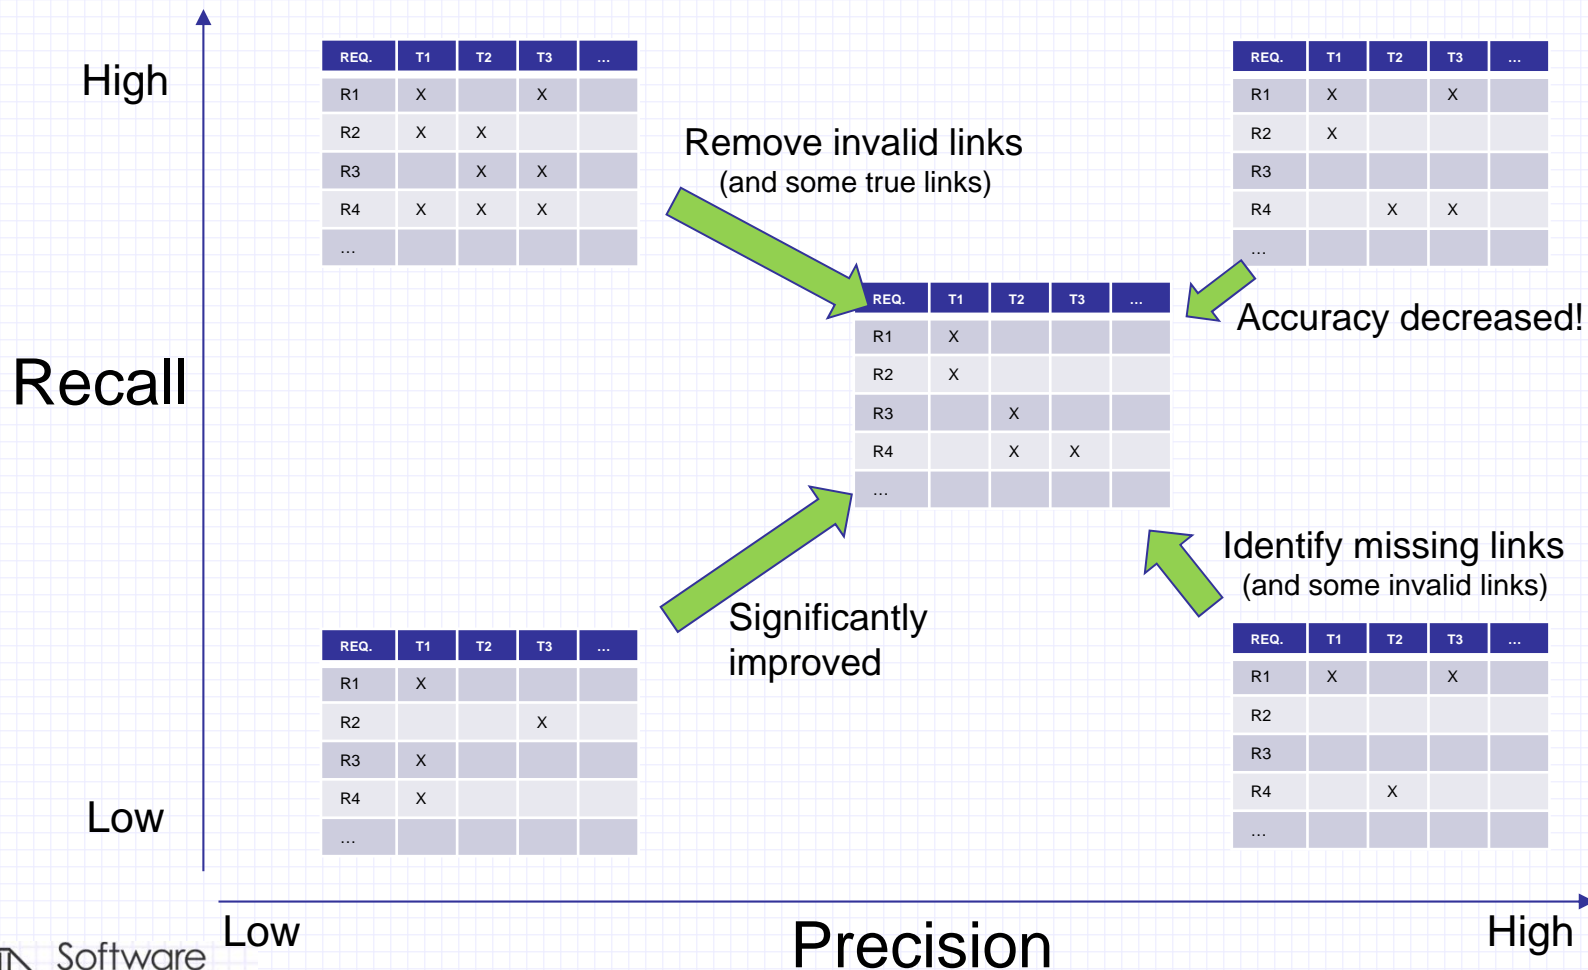 High
REQ. T1 T2 T3 ...
R1 X X
R2 X X
R3 X X
R4 X X X
...
Remove invalid links
(and some true links)
REQ. T1 T2 T3 ...
R1 X X
R2 X
R3
R4 X X
...
Accuracy decreased!
Recall
REQ. T1 T2 T3 ...
R1 X
R2 X
R3 X
R4 X X
...
Significantly
improved
Identify missing links
(and some invalid links)
Low
REQ. T1 T2 T3 ...
R1 X
R2 X
R3 X
R4 X
...
REQ. T1 T2 T3 ...
R1 X X
R2
R3
R4 X
...
Low
Precision
High
Software